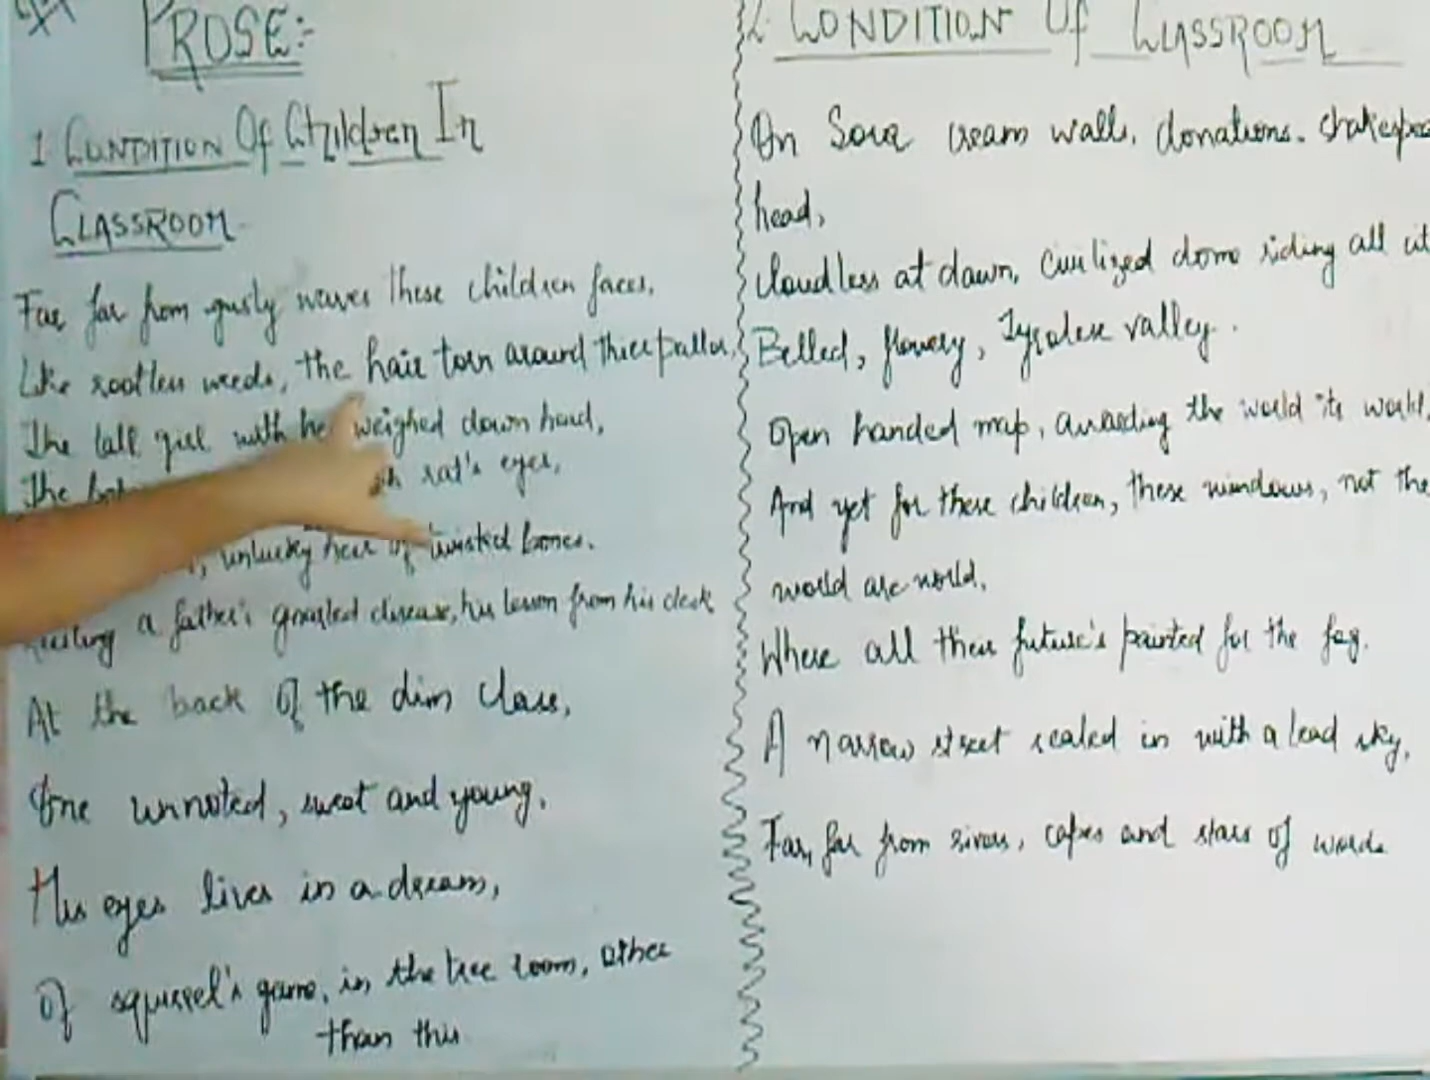 PROSE:-
1 CONDITION Of Children In
CLASSROOM
Far far from gusty waves these children faces.
Like rootless weeds, the hair torn around thier pallor,
The tall girl with he weighed down head,
The rat's eyes,
unlucky heir of twisted bones.
a father's gnarled disease, his lesson from his desk
At the back Of the dim class,
One unnoted, sweet and young,
His eyes lives in a dream,
Of squirrel's game, in the tree room, other
than this
2. CONDITION Of CLASSROOM
On Sour cream walls, donations. shakespea
head,
cloudless at dawn, civilized dome riding all cit
Belled, flowery, Tyrolese valley.
Open handed map, awarding the world its world.
And yet for these children, these windows, not the
world are world.
Where all their future's painted for the fog.
A narrow street sealed in with a lead sky,
Far, far from rivers, capes and stars of words